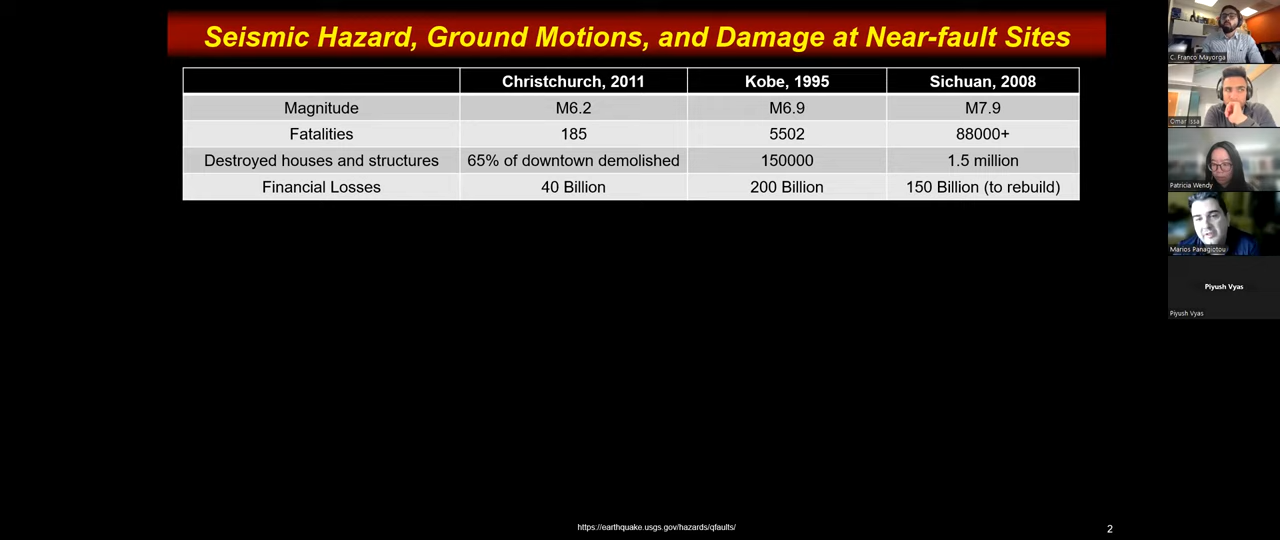 Seismic Hazard, Ground Motions, and Damage at Near-fault Sites
Christchurch, 2011 Kobe, 1995 Sichuan, 2008
Magnitude M6.2 M6.9 M7.9
Fatalities 185 5502 88000+
Destroyed houses and structures 65% of downtown demolished 150000 1.5 million
Financial Losses 40 Billion 200 Billion 150 Billion (to rebuild)
https://earthquake.usgs.gov/hazards/qfaults/
2
C. Franco Mayorga
Omar Issa
Patricia Wendy
Marios Panagiotou
Piyush Vyas
Piyush Vyas